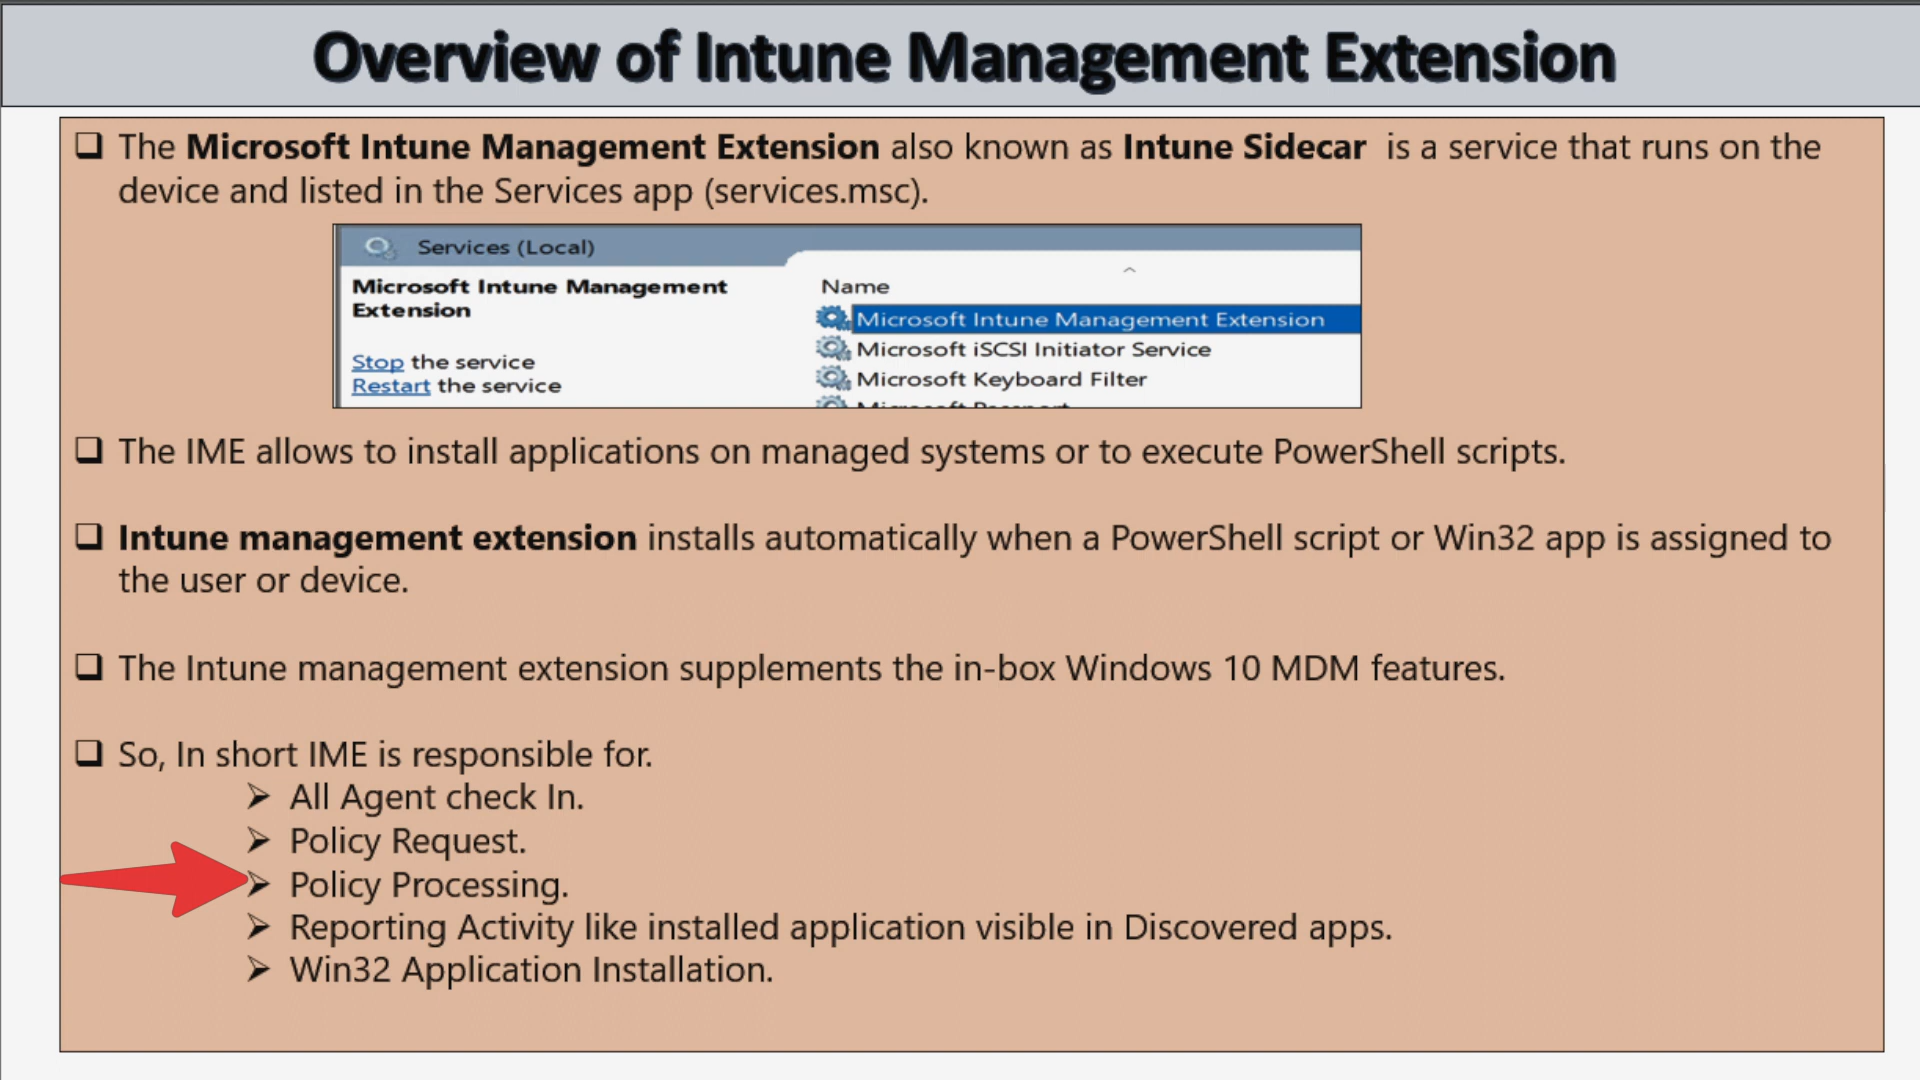 Overview of Intune Management Extension
The Microsoft Intune Management Extension also known as Intune Sidecar is a service that runs on the
device and listed in the Services app (services.msc).
Services (Local)
Microsoft Intune Management
Extension
Stop the service
Restart the service
Name
Microsoft Intune Management Extension
Microsoft iSCSI Initiator Service
Microsoft Keyboard Filter
Microsoft Passport
The IME allows to install applications on managed systems or to execute PowerShell scripts.
Intune management extension installs automatically when a PowerShell script or Win32 app is assigned to
the user or device.
The Intune management extension supplements the in-box Windows 10 MDM features.
So, In short IME is responsible for.
All Agent check In.
Policy Request.
Policy Processing.
Reporting Activity like installed application visible in Discovered apps.
Win32 Application Installation.